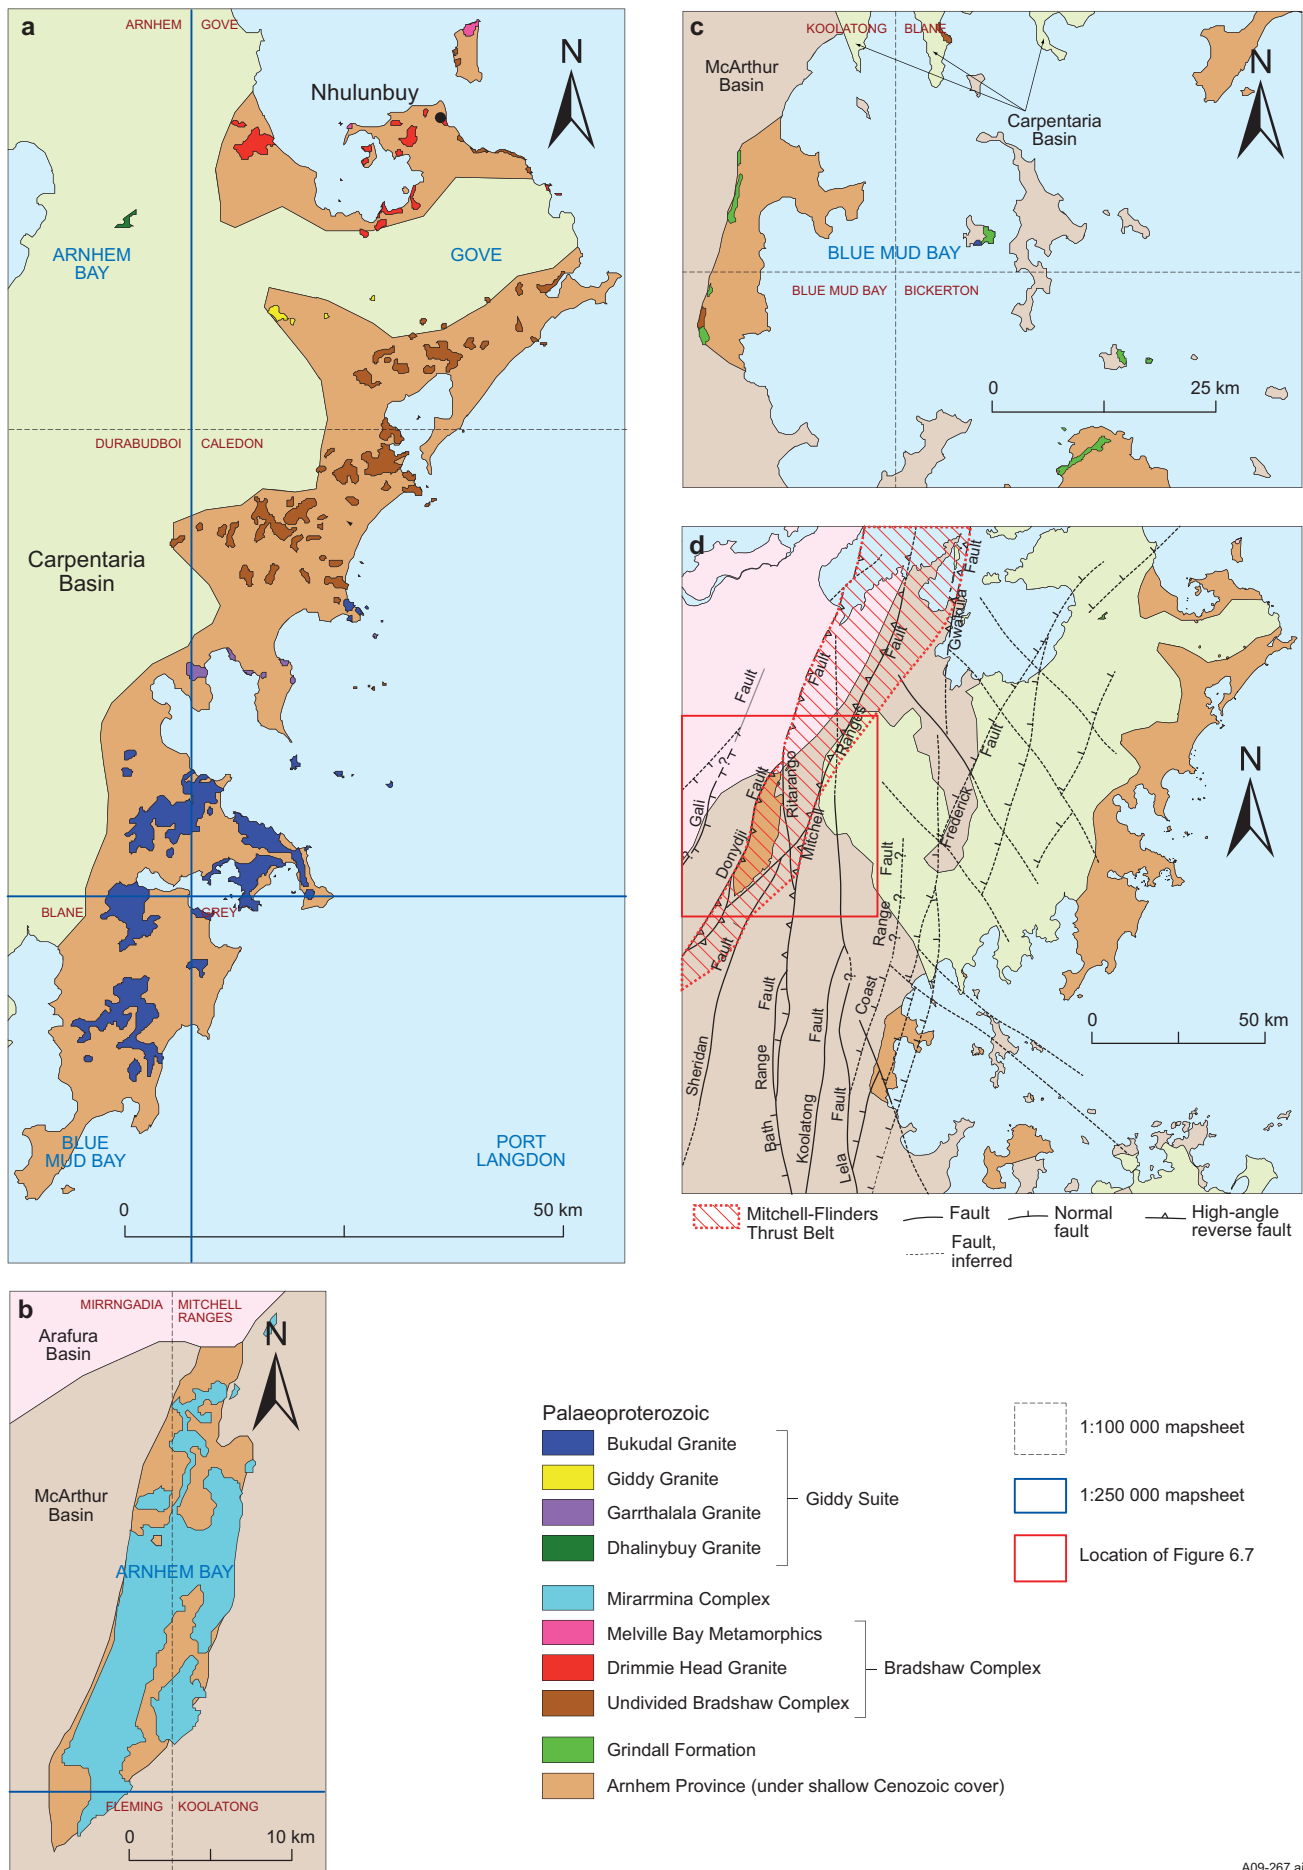 a
ARNHEM
GOVE
Nhulunbuy
N
ARNHEM
BAY
GOVE
DURABUDBOI
CALEDON
Carpentaria
Basin
BLANE
GREY
BLUE
MUD BAY
PORT
LANGDON
0
50 km
c
KOOLATONG
BLANE
McArthur
Basin
N
Carpentaria
Basin
BLUE MUD BAY
BLUE MUD BAY
BICKERTON
0
25 km
d
Fault
Gwakura
Fault
Fault
Fault
Ranges
Fault
?
Gali
?
Fault
Ritarango
Mitchell
Donydji
Fault
Frederick
N
Fault
?
Range
?
Fault
Fault
Fault
?
Coast
0
50 km
Sheridan
Range
Fault
Bath
Koolatong
Lela
Mitchell-Flinders
Thrust Belt
Fault
Normal
fault
High-angle
reverse fault
Fault,
inferred
b
MIRRNGADIA
MITCHELL
RANGES
Arafura
Basin
N
McArthur
Basin
ARNHEM BAY
FLEMING
KOOLATONG
0
10 km
Palaeoproterozoic
Bukudal Granite
Giddy Granite
Garrthalala Granite
Dhalinybuy Granite
Giddy Suite
Mirarrmina Complex
Melville Bay Metamorphics
Drimmie Head Granite
Undivided Bradshaw Complex
Bradshaw Complex
Grindall Formation
Arnhem Province (under shallow Cenozoic cover)
1:100 000 mapsheet
1:250 000 mapsheet
Location of Figure 6.7
A09-267.ai